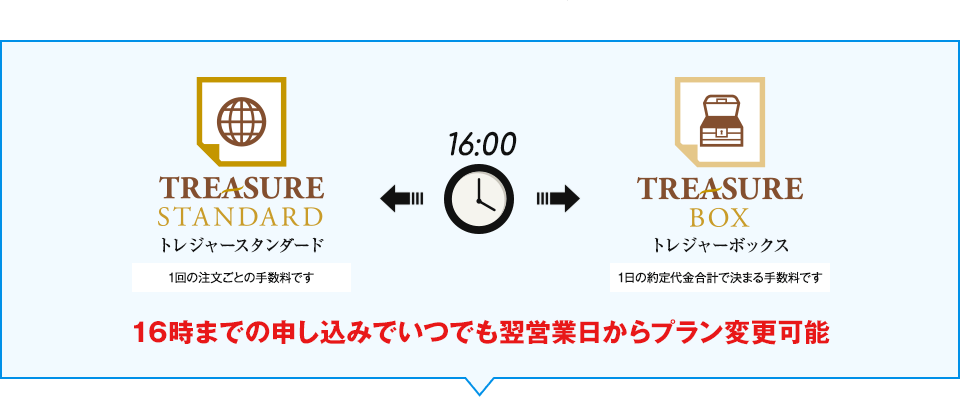 TREASURE
STANDARD
トレジャースタンダード
1回の注文ごとの手数料です
16:00
TREASURE
BOX
トレジャーボックス
1日の約定代金合計で決まる手数料です
16時までの申し込みでいつでも翌営業日からプラン変更可能